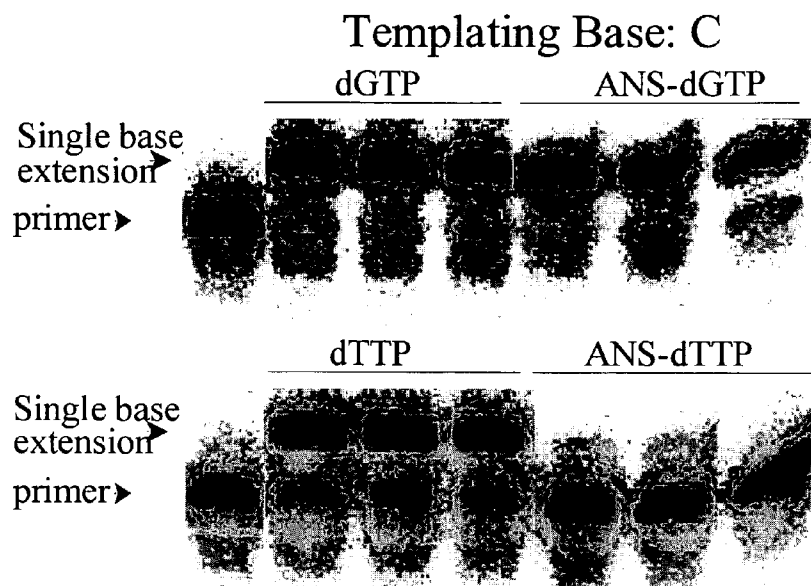 Templating Base: C
dGTP ANS-dGTP
Single base
extension
primer
dTTP ANS-dTTP
Single base
extension
primer